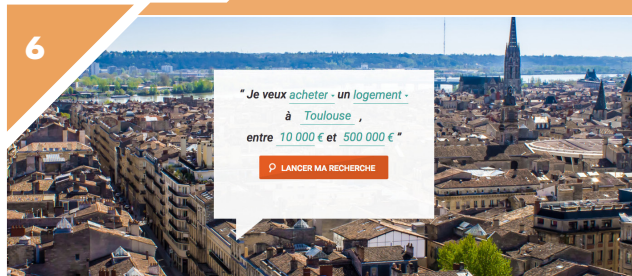 6
“ Je veux acheter un logement
à Toulouse ,
entre 10 000 € et 500 000 € ”
LANCER MA RECHERCHE